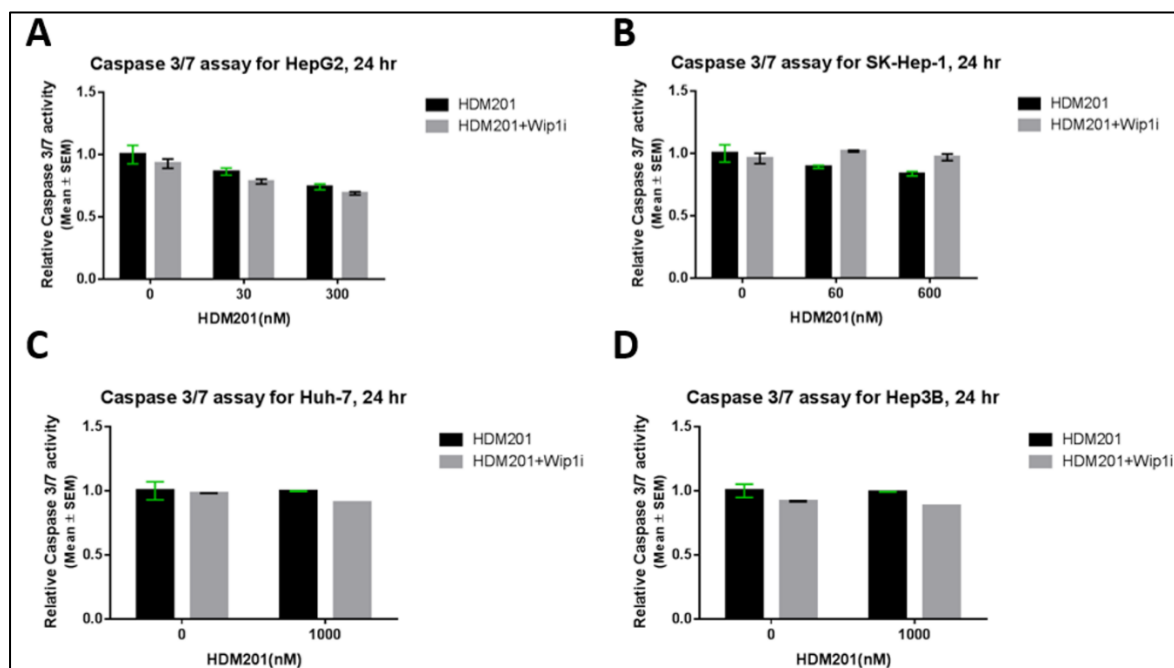 A
Caspase 3/7 assay for HepG2, 24 hr
Relative Caspase 3/7 activity
(Mean ± SEM)
1.5
1.0
0.5
0.0
0
30
300
HDM201(nM)
HDM201
HDM201+Wip1i
B
Caspase 3/7 assay for SK-Hep-1, 24 hr
Relative Caspase 3/7 activity
(Mean ± SEM)
1.5
1.0
0.5
0.0
0
60
600
HDM201(nM)
HDM201
HDM201+Wip1i
C
Caspase 3/7 assay for Huh-7, 24 hr
Relative Caspase 3/7 activity
(Mean ± SEM)
1.5
1.0
0.5
0.0
0
1000
HDM201(nM)
HDM201
HDM201+Wip1i
D
Caspase 3/7 assay for Hep3B, 24 hr
Relative Caspase 3/7 activity
(Mean ± SEM)
1.5
1.0
0.5
0.0
0
1000
HDM201(nM)
HDM201
HDM201+Wip1i